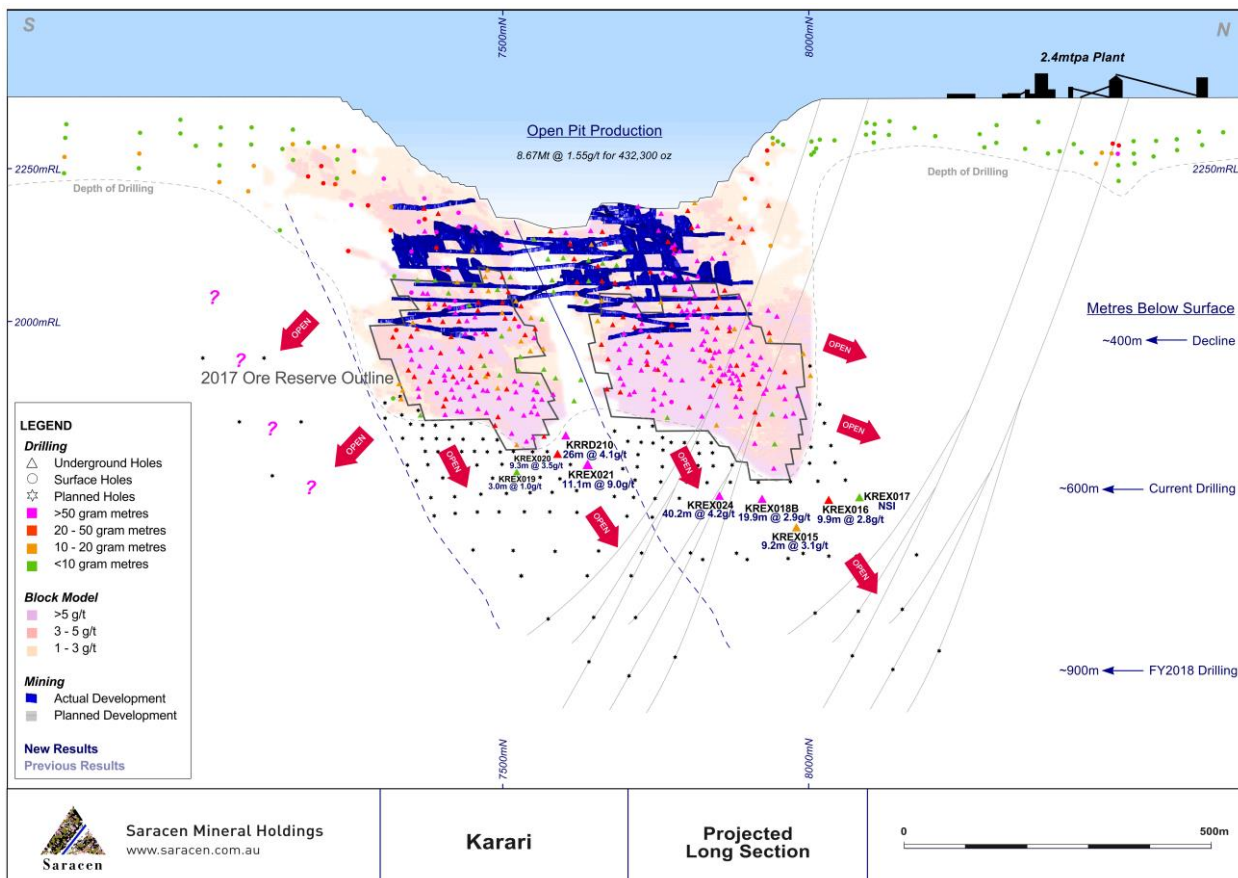 S
7500mN
8000mN
N
2.4mtpa Plant
Open Pit Production
8.67Mt @ 1.55g/t for 432,300 oz
2250mRL
2250mRL
Depth of Drilling
Depth of Drilling
?
2000mRL
Metres Below Surface
OPEN
OPEN
~400m
Decline
?
2017 Ore Reserve Outline
?
OPEN
OPEN
OPEN
OPEN
KRRD210
26m @ 4.1g/t
KREX020
9.3m @ 3.5g/t
KREX021
11.1m @ 9.0g/t
KREX019
3.0m @ 1.0g/t
?
~600m
Current Drilling
KREX024
40.2m @ 4.2g/t
KREX018B
19.9m @ 2.9g/t
KREX016
9.9m @ 2.8g/t
KREX017
NSI
KREX015
9.2m @ 3.1g/t
OPEN
OPEN
~900m
FY2018 Drilling
LEGEND
Drilling
Underground Holes
Surface Holes
Planned Holes
>50 gram metres
20 - 50 gram metres
10 - 20 gram metres
<10 gram metres
Block Model
>5 g/t
3 - 5 g/t
1 - 3 g/t
Mining
Actual Development
Planned Development
New Results
Previous Results
7500mN
8000mN
Saracen
Saracen Mineral Holdings
www.saracen.com.au
Karari
Projected
Long Section
0
500m